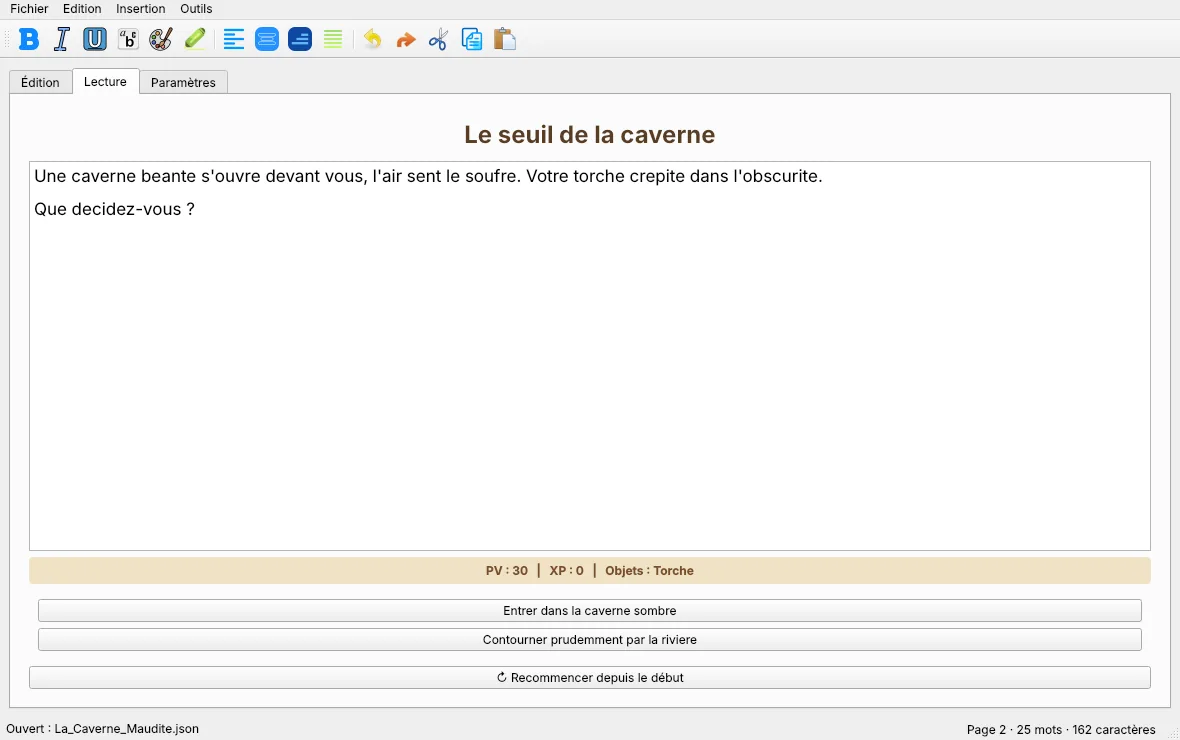 Fichier Edition Insertion Outils
B I U abc
Édition Lecture Paramètres
Le seuil de la caverne
Une caverne beante s'ouvre devant vous, l'air sent le soufre. Votre torche crepite dans l'obscurite.
Que decidez-vous ?
PV : 30 | XP : 0 | Objets : Torche
Entrer dans la caverne sombre
Contourner prudemment par la riviere
↻ Recommencer depuis le début
Ouvert : La_Caverne_Maudite.json Page 2 · 25 mots · 162 caractères